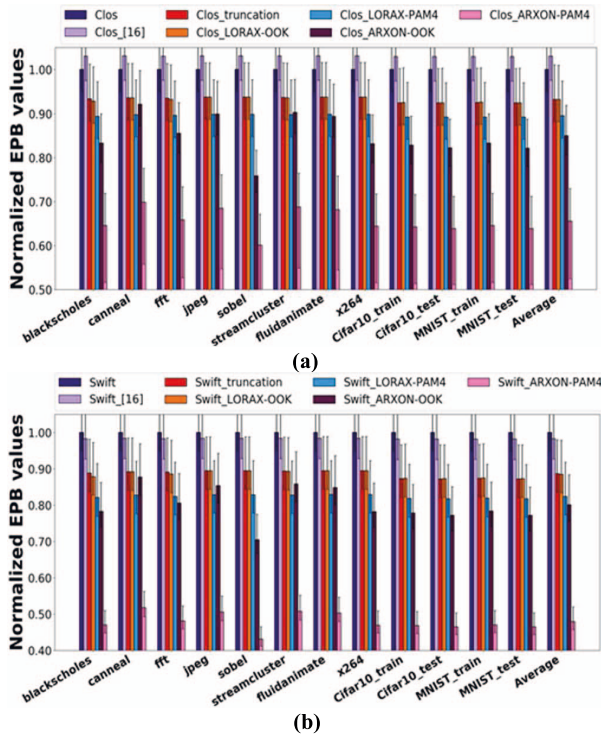 Clos
Clos_truncation
Clos_LORAX-PAM4
Clos_ARXON-PAM4
Clos_[16]
Clos_LORAX-OOK
Clos_ARXON-OOK
Normalized EPB values
1.00
0.90
0.80
0.70
0.60
0.50
blackscholes
canneal
fft
jpeg
sobel
streamcluster
fluidanimate
x264
Cifar10_train
Cifar10_test
MNIST_train
MNIST_test
Average
(a)
Swift
Swift_truncation
Swift_LORAX-PAM4
Swift_ARXON-PAM4
Swift_[16]
Swift_LORAX-OOK
Swift_ARXON-OOK
Normalized EPB values
1.00
0.90
0.80
0.70
0.60
0.50
0.40
blackscholes
canneal
fft
jpeg
sobel
streamcluster
fluidanimate
x264
Cifar10_train
Cifar10_test
MNIST_train
MNIST_test
Average
(b)